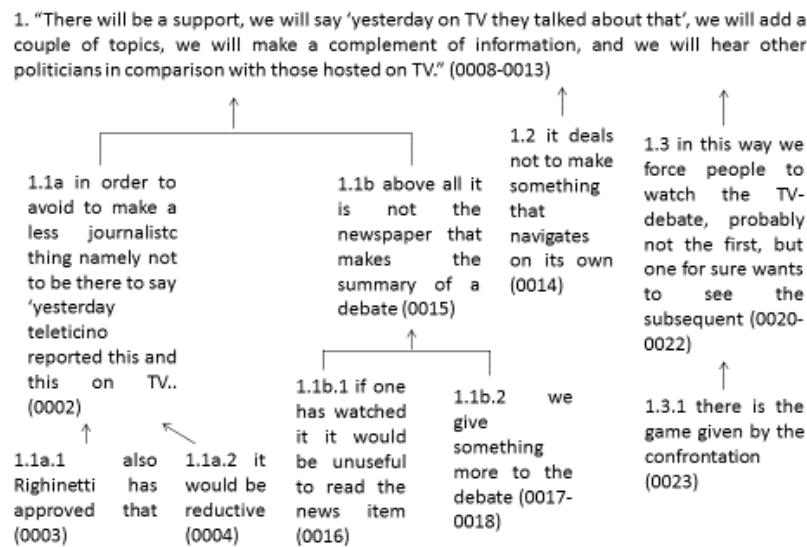 1. “There will be a support, we will say ‘yesterday on TV they talked about that’, we will add a
couple of topics, we will make a complement of information, and we will hear other
politicians in comparison with those hosted on TV.” (0008-0013)
1.1a in order to
avoid to make a
less journalistc
thing namely not
to be there to say
‘yesterday
teleticino
reported this and
this on TV..
(0002)
1.1b above all it
is not the
newspaper that
makes the
summary of a
debate (0015)
1.2 it deals
not to make
something
that
navigates
on its own
(0014)
1.3 in this way we
force people to
watch the TV-
debate, probably
not the first, but
one for sure wants
to see the
subsequent (0020-
0022)
1.1a.1 also
Righinetti has
approved that
(0003)
1.1a.2 it
would be
reductive
(0004)
1.1b.1 if one
has watched
it it would
be unuseful
to read the
news item
(0016)
1.1b.2 we
give
something
more to the
debate (0017-
0018)
1.3.1 there is the
game given by the
confrontation
(0023)